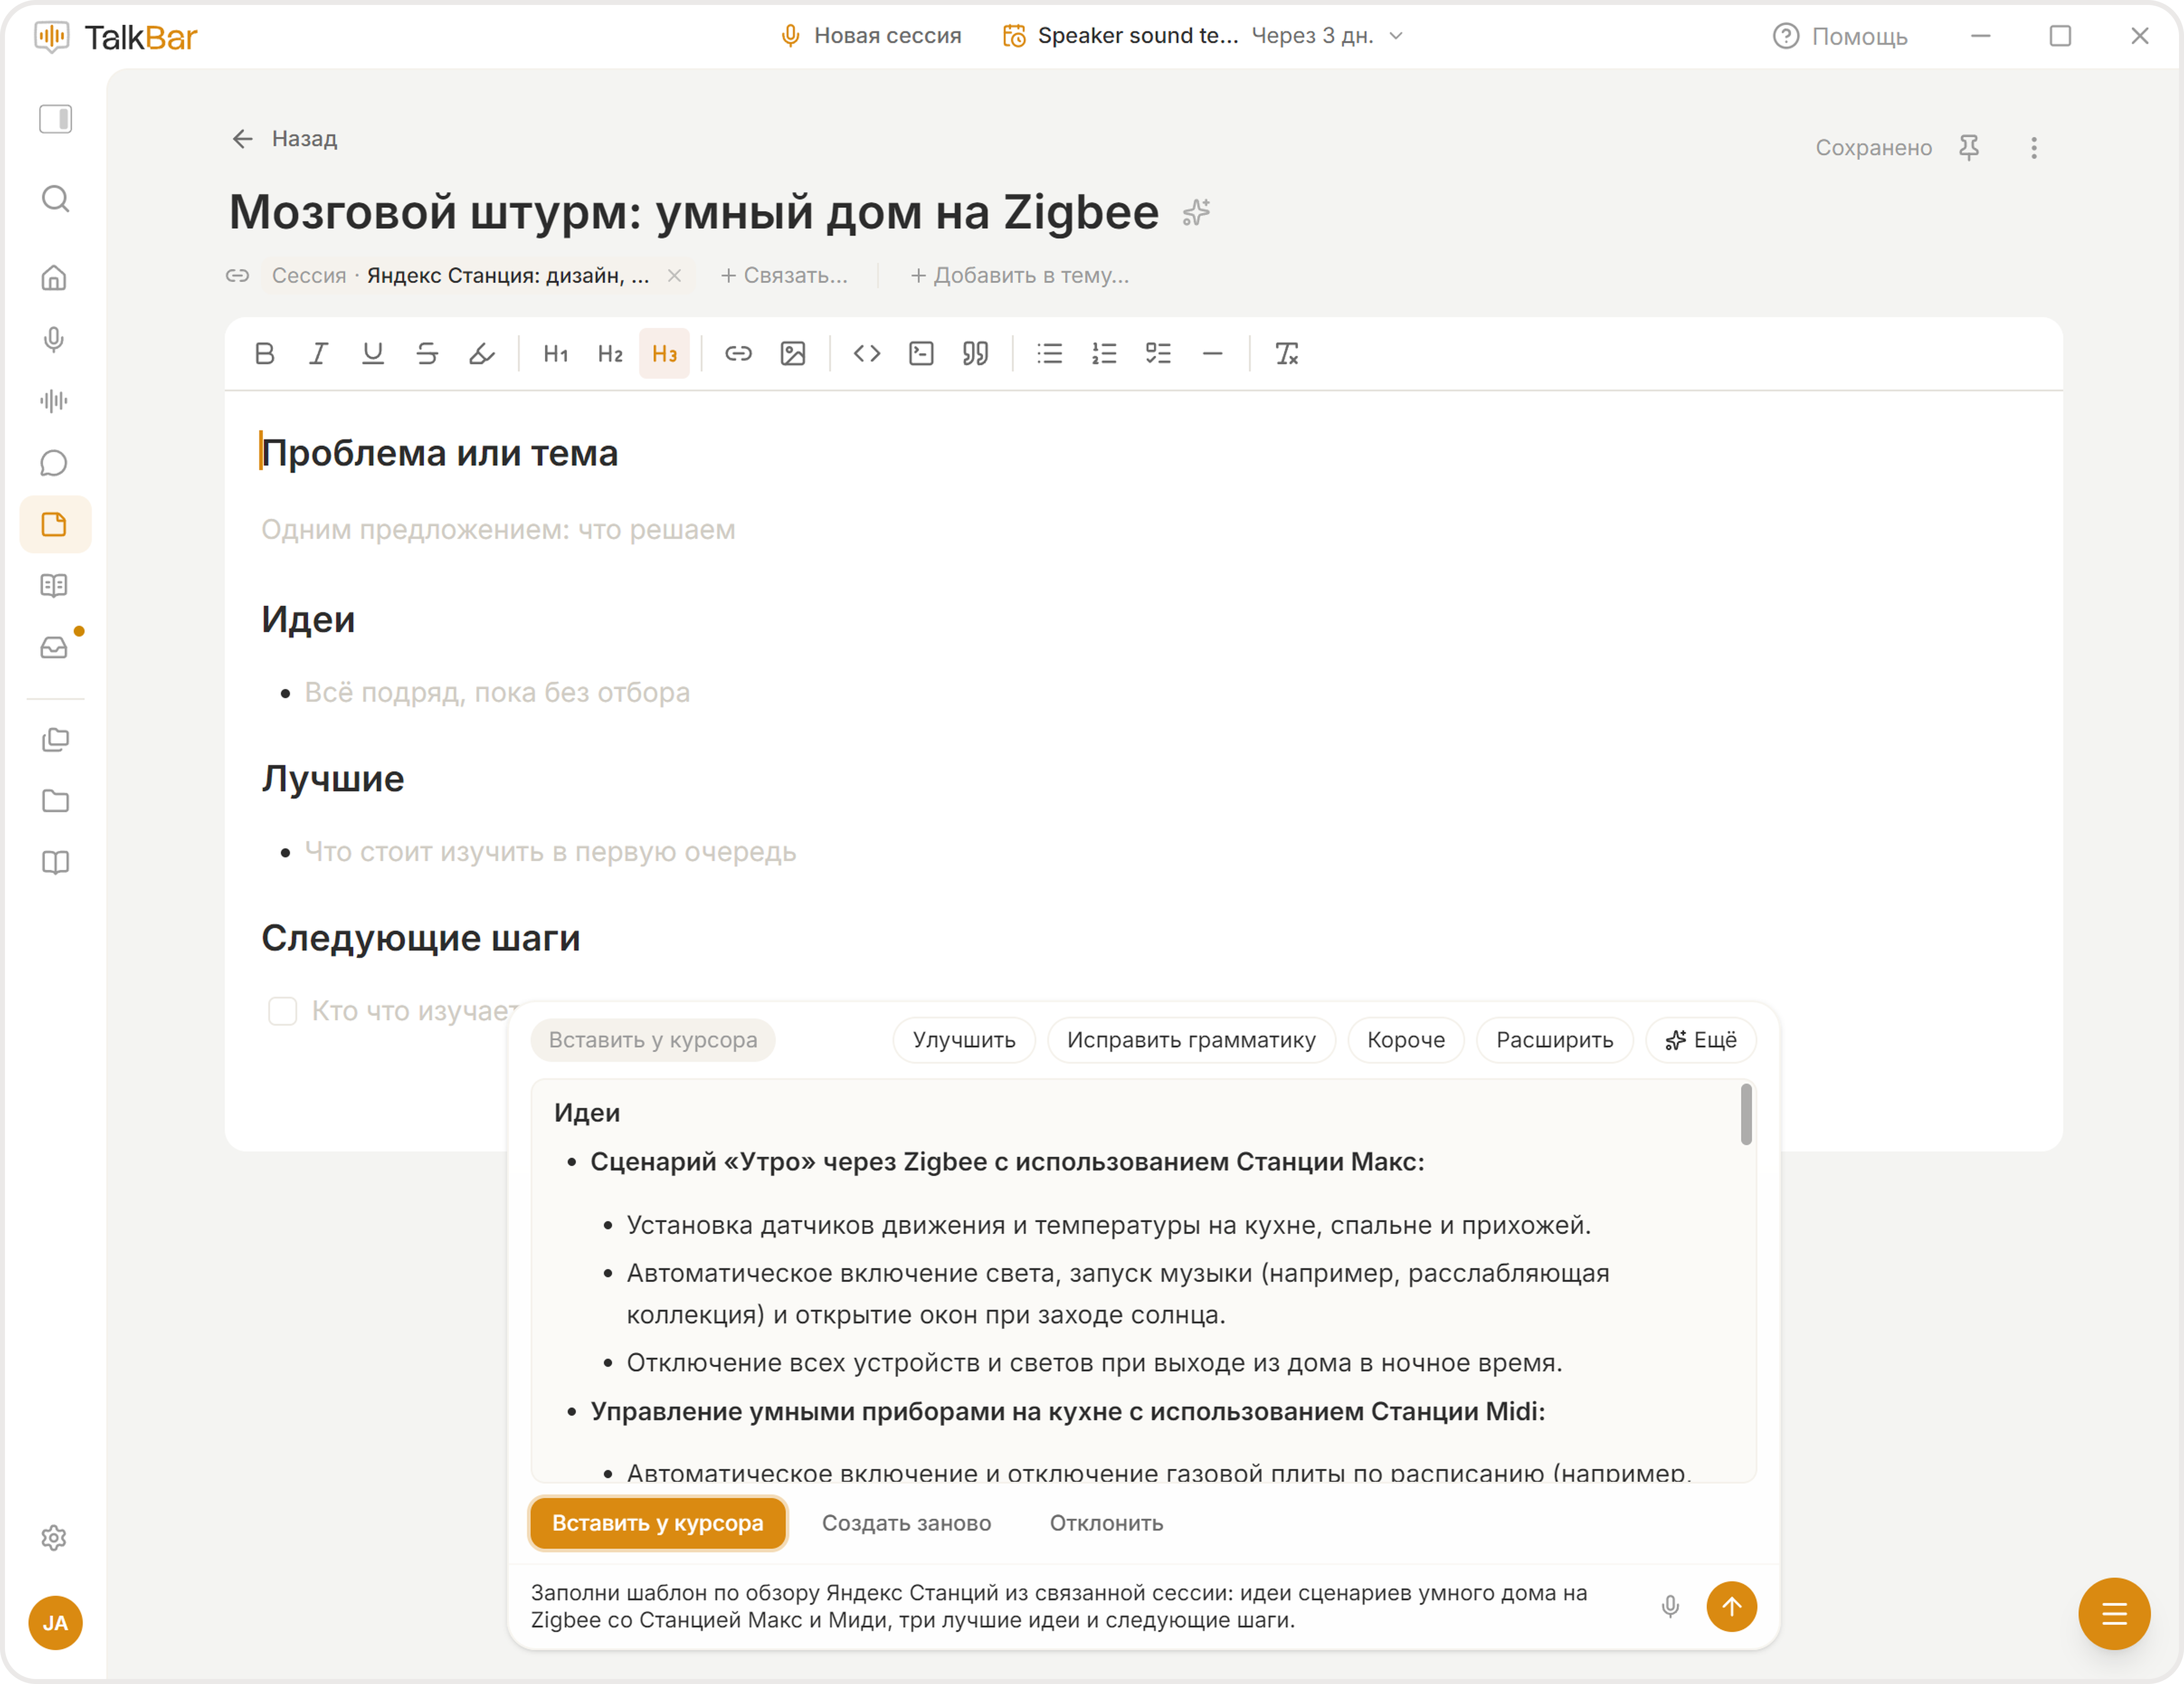 TalkBar
Новая сессия
Speaker sound te... Через 3 дн.
Помощь
Назад
Сохранено
Мозговой штурм: умный дом на Zigbee
Сессия · Яндекс Станция: дизайн, ...
+ Связать...
+ Добавить в тему...
B I U S H1 H2 H3
Проблема или тема
Одним предложением: что решаем
Идеи
• Всё подряд, пока без отбора
Лучшие
• Что стоит изучить в первую очередь
Следующие шаги
Кто что изучает
Вставить у курсора
Улучшить
Исправить грамматику
Короче
Расширить
Ещё
Идеи
• Сценарий «Утро» через Zigbee с использованием Станции Макс:
• Установка датчиков движения и температуры на кухне, спальне и прихожей.
• Автоматическое включение света, запуск музыки (например, расслабляющая
коллекция) и открытие окон при заходе солнца.
• Отключение всех устройств и светов при выходе из дома в ночное время.
• Управление умными приборами на кухне с использованием Станции Midi:
• Автоматическое включение и отключение газовой плиты по расписанию (например,
Вставить у курсора
Создать заново
Отклонить
Заполни шаблон по обзору Яндекс Станций из связанной сессии: идеи сценариев умного дома на
Zigbee со Станцией Макс и Миди, три лучшие идеи и следующие шаги.
JA